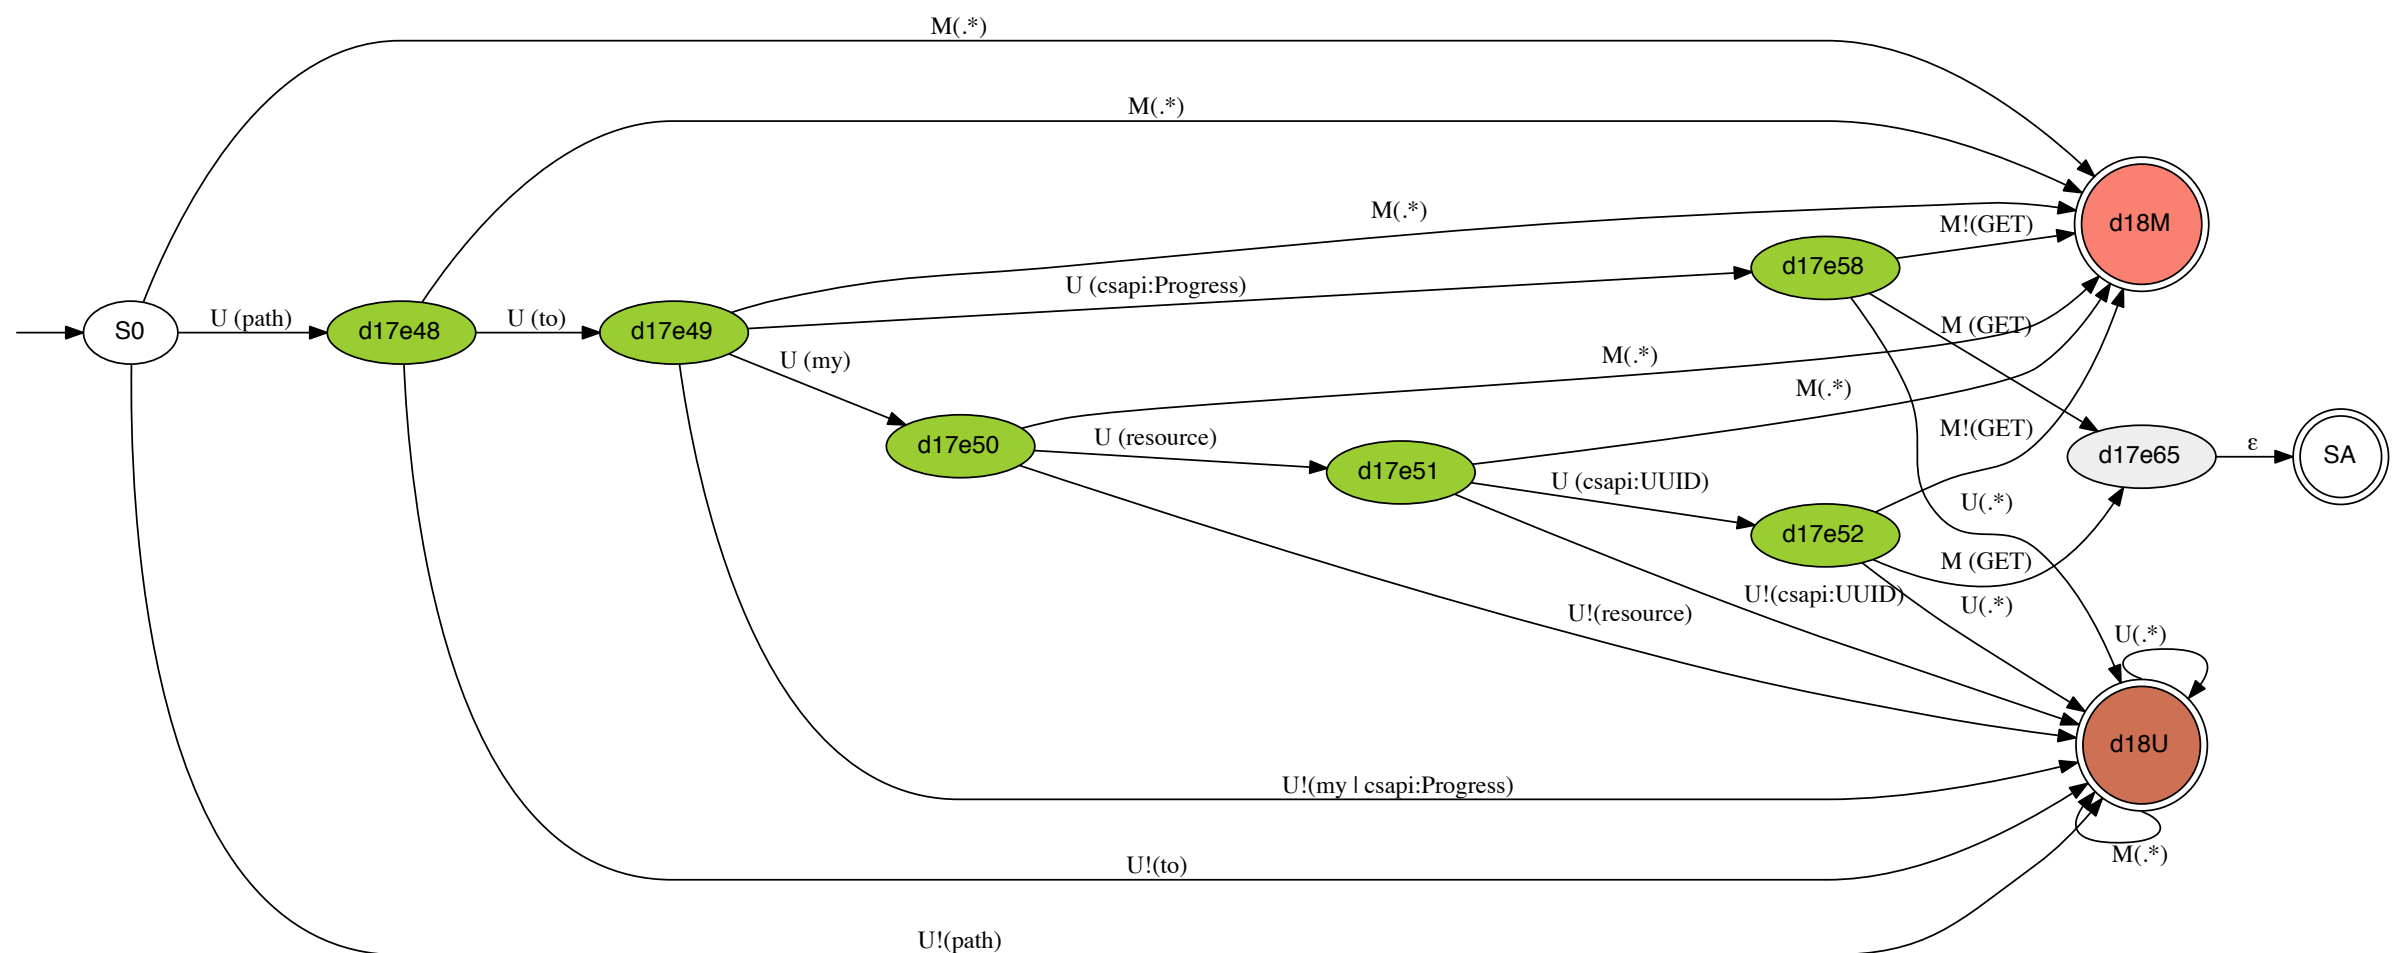 M(.*)
M(.*)
M(.*)
d18M
M!(GET)
d17e58
U (csapi:Progress)
S0
U (path)
d17e48
U (to)
d17e49
M (GET)
U (my)
M(.*)
M(.*)
M!(GET)
d17e50
U (resource)
d17e51
d17e65
ε
SA
U (csapi:UUID)
U(.*)
d17e52
M (GET)
U!(csapi:UUID)
U(.*)
U!(resource)
U(.*)
d18U
U!(my | csapi:Progress)
M(.*)
U!(to)
U!(path)